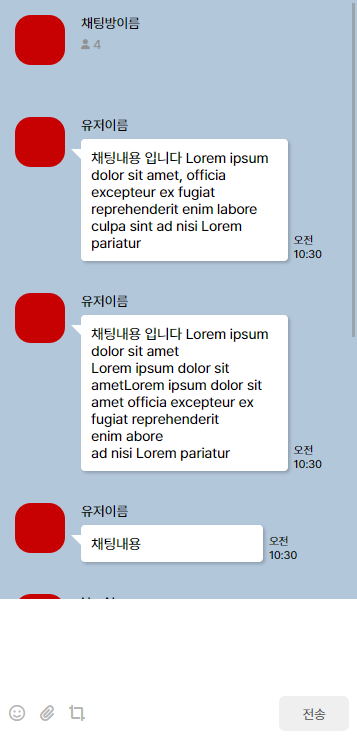 채팅방이름
4
유저이름
채팅내용 입니다 Lorem ipsum
dolor sit amet, officia
excepteur ex fugiat
reprehenderit enim labore
culpa sint ad nisi Lorem
pariatur
오전
10:30
유저이름
채팅내용 입니다 Lorem ipsum
dolor sit amet
Lorem ipsum dolor sit
ametLorem ipsum dolor sit
amet officia excepteur ex
fugiat reprehenderit
enim abore
ad nisi Lorem pariatur
오전
10:30
유저이름
채팅내용
오전
10:30
전송